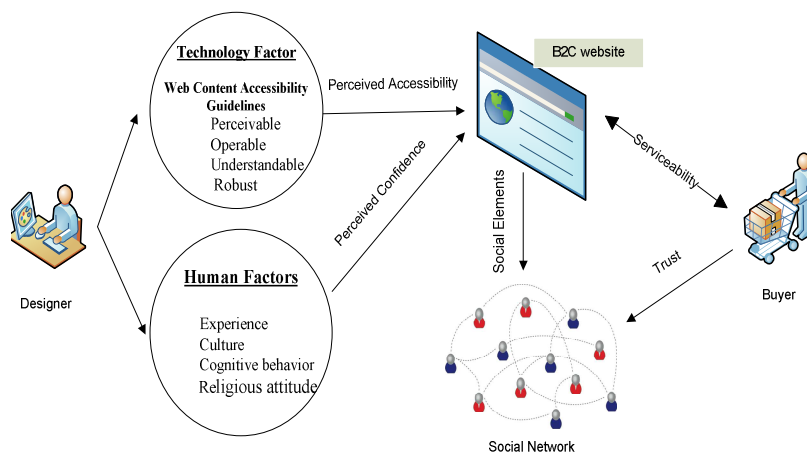 Technology Factor
Web Content Accessibility
Guidelines
Perceivable
Operable
Understandable
Robust
Perceived Accessibility
B2C website
Perceived Confidence
Social Elements
Serviceability
Trust
Designer
Human Factors
Experience
Culture
Cognitive behavior
Religious attitude
Buyer
Social Network